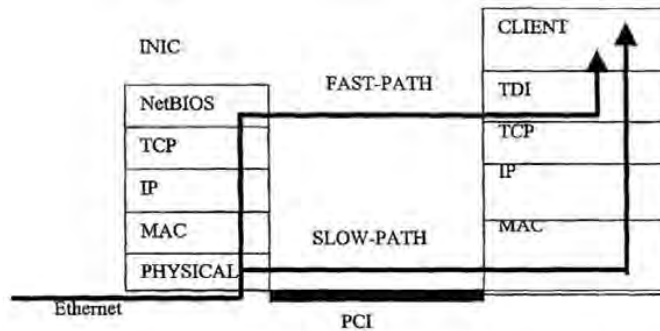 INIC
NetBIOS
TCP
IP
MAC
PHYSICAL
Ethernet
FAST-PATH
SLOW-PATH
PCI
CLIENT
TDI
TCP
IP
MAC